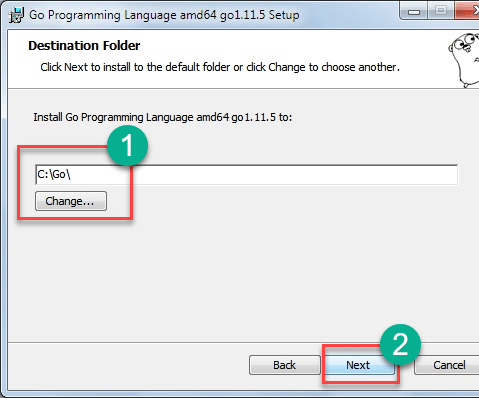 Go Programming Language amd64 go1.11.5 Setup
Destination Folder
Click Next to install to the default folder or click Change to choose another.
Install Go Programming Language amd64 go1.11.5 to:
1
C:\Go\
Change...
2
Back
Next
Cancel